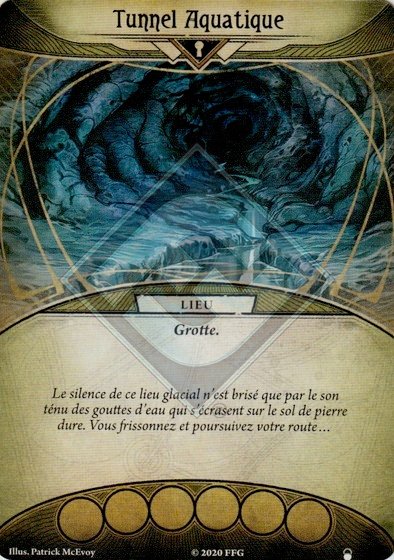 Tunnel Aquatique
LIEU
Grotte.
Le silence de ce lieu glacial n'est brisé que par le son
ténu des gouttes d'eau qui s'écrasent sur le sol de pierre
dure. Vous frissonnez et poursuivez votre route…
Illus. Patrick McEvoy
© 2020 FFG